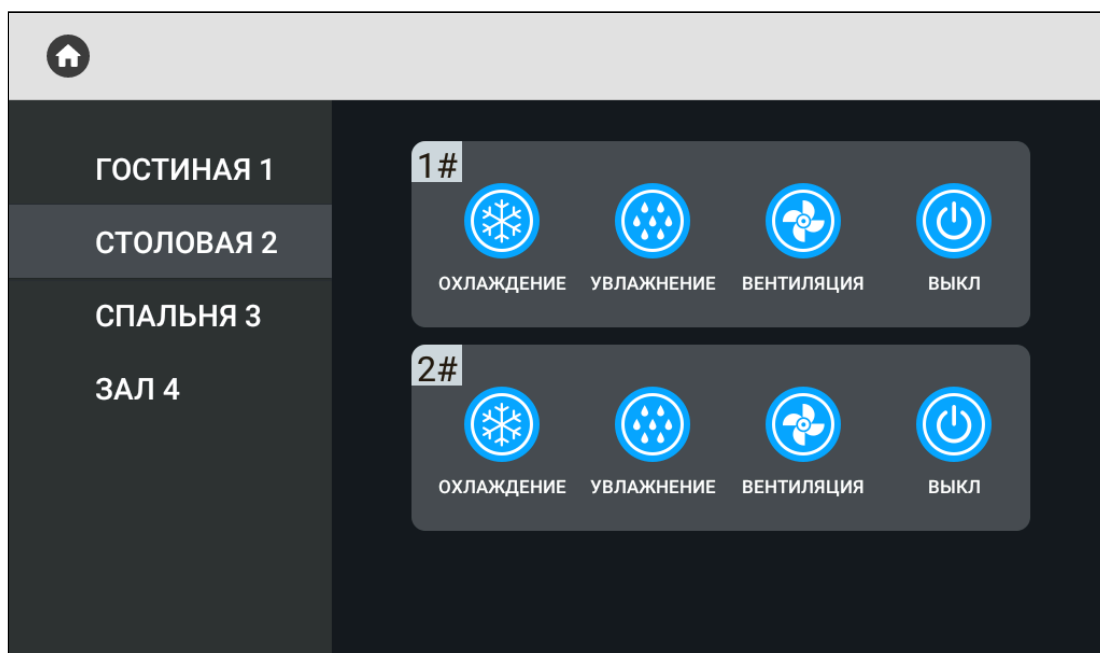 ГОСТИНАЯ 1
СТОЛОВАЯ 2
СПАЛЬНЯ 3
ЗАЛ 4
1#
ОХЛАЖДЕНИЕ УВЛАЖНЕНИЕ ВЕНТИЛЯЦИЯ ВЫКЛ
2#
ОХЛАЖДЕНИЕ УВЛАЖНЕНИЕ ВЕНТИЛЯЦИЯ ВЫКЛ